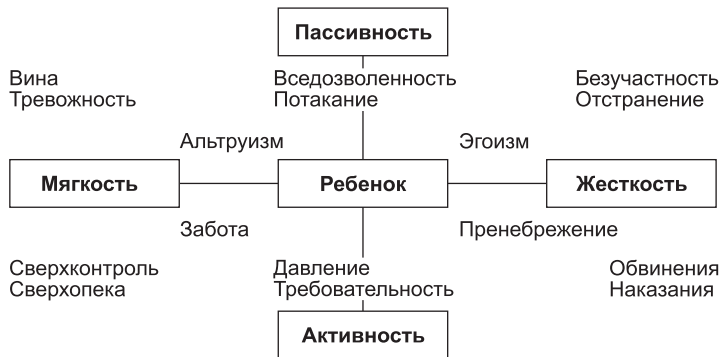 Пассивность
Вина
Тревожность
Вседозволенность
Потакание
Безучастность
Отстранение
Альтруизм
Эгоизм
Мягкость
Ребенок
Жесткость
Забота
Пренебрежение
Сверхконтроль
Сверхопека
Давление
Требовательность
Обвинения
Наказания
Активность